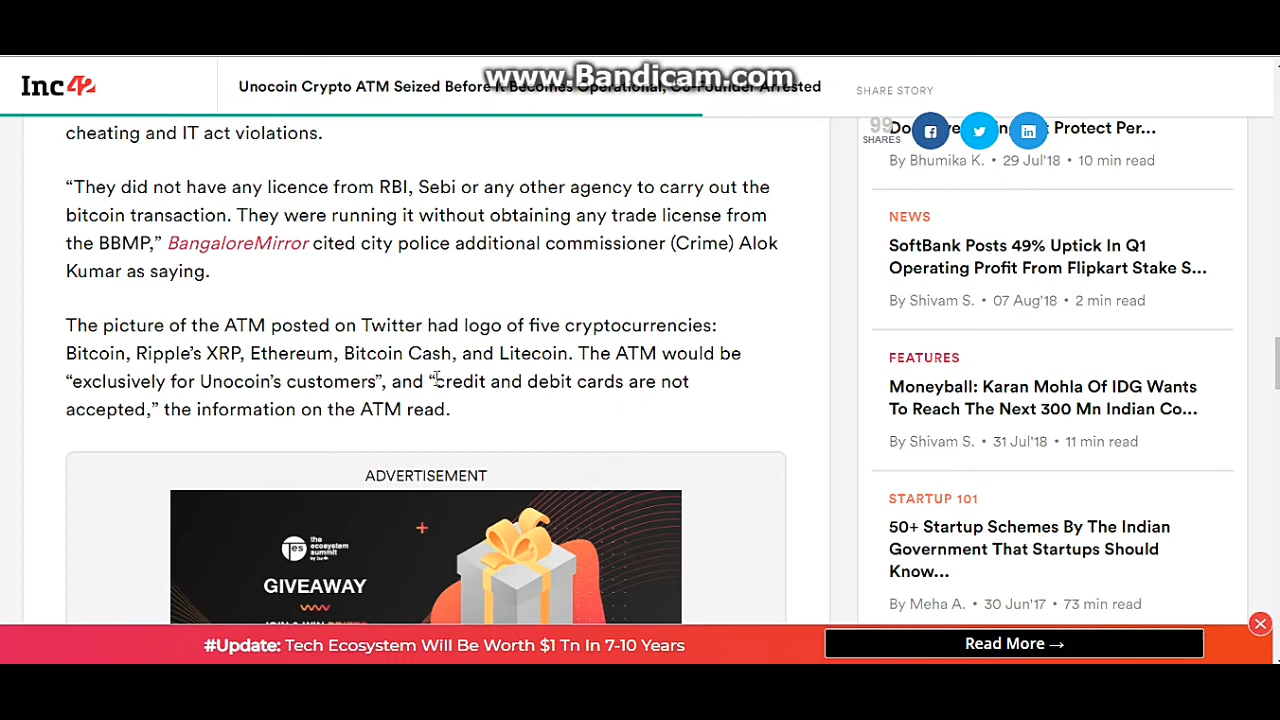 www.Bandicam.com
Inc42
Unocoin Crypto ATM Seized Before It Becomes Operational, Co-Founder Arrested
SHARE STORY
99
SHARES
cheating and IT act violations.
“They did not have any licence from RBI, Sebi or any other agency to carry out the
bitcoin transaction. They were running it without obtaining any trade license from
the BBMP,” BangaloreMirror cited city police additional commissioner (Crime) Alok
Kumar as saying.
The picture of the ATM posted on Twitter had logo of five cryptocurrencies:
Bitcoin, Ripple’s XRP, Ethereum, Bitcoin Cash, and Litecoin. The ATM would be
“exclusively for Unocoin’s customers”, and “credit and debit cards are not
accepted,” the information on the ATM read.
ADVERTISEMENT
Tes
the
ecosystem
summit
GIVEAWAY
Protect Per...
By Bhumika K. • 29 Jul'18 • 10 min read
NEWS
SoftBank Posts 49% Uptick In Q1
Operating Profit From Flipkart Stake S...
By Shivam S. • 07 Aug'18 • 2 min read
FEATURES
Moneyball: Karan Mohla Of IDG Wants
To Reach The Next 300 Mn Indian Co...
By Shivam S. • 31 Jul'18 • 11 min read
STARTUP 101
50+ Startup Schemes By The Indian
Government That Startups Should
Know...
By Meha A. • 30 Jun'17 • 73 min read
#Update: Tech Ecosystem Will Be Worth $1 Tn In 7-10 Years
Read More →